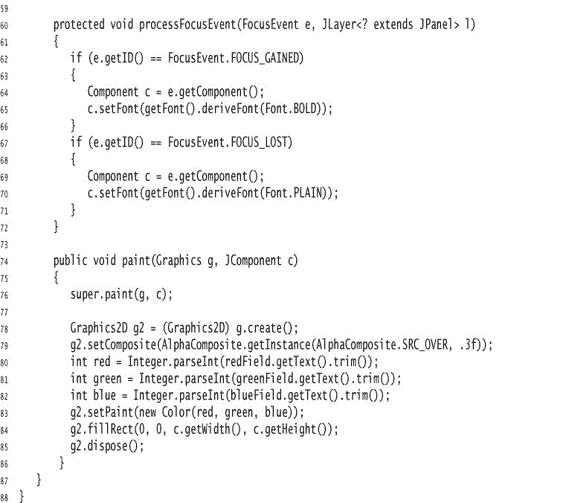 59
60 protected void processFocusEvent(FocusEvent e, JLayer<? extends JPanel> l)
61 {
62 if (e.getID() == FocusEvent.FOCUS_GAINED)
63 {
64 Component c = e.getComponent();
65 c.setFont(getFont().deriveFont(Font.BOLD));
66 }
67 if (e.getID() == FocusEvent.FOCUS_LOST)
68 {
69 Component c = e.getComponent();
70 c.setFont(getFont().deriveFont(Font.PLAIN));
71 }
72 }
73
74 public void paint(Graphics g, JComponent c)
75 {
76 super.paint(g, c);
77
78 Graphics2D g2 = (Graphics2D) g.create();
79 g2.setComposite(AlphaComposite.getInstance(AlphaComposite.SRC_OVER, .3f));
80 int red = Integer.parseInt(redField.getText().trim());
81 int green = Integer.parseInt(greenField.getText().trim());
82 int blue = Integer.parseInt(blueField.getText().trim());
83 g2.setPaint(new Color(red, green, blue));
84 g2.fillRect(0, 0, c.getWidth(), c.getHeight());
85 g2.dispose();
86 }
87 }
88 }